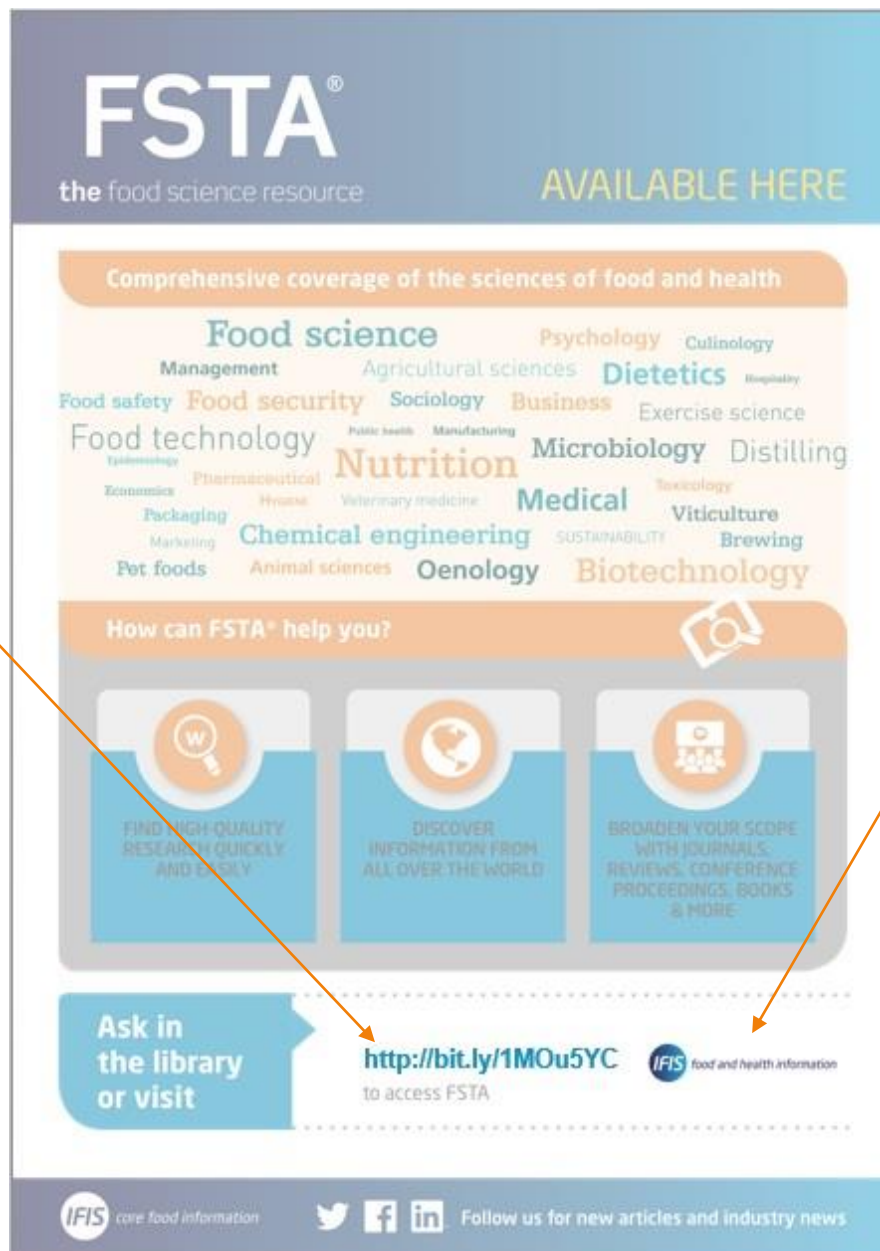 FSTA®
the food science resource
AVAILABLE HERE
Comprehensive coverage of the sciences of food and health
Food science Psychology Culinology
Management Agricultural sciences Dietetics Hospitality
Food safety Food security Sociology Business Exercise science
Food technology Public health Manufacturing Nutrition Microbiology Distilling
Epidemiology Pharmaceutical Toxicology
Economics Hygiene Veterinary medicine Medical Viticulture
Packaging
Marketing Chemical engineering SUSTAINABILITY Brewing
Pet foods Animal sciences Oenology Biotechnology
How can FSTA® help you?
W
FIND HIGH-QUALITY
RESEARCH QUICKLY
AND EASILY
DISCOVER
INFORMATION FROM
ALL OVER THE WORLD
BROADEN YOUR SCOPE
WITH JOURNALS,
REVIEWS, CONFERENCE
PROCEEDINGS, BOOKS
& MORE
Ask in
the library
or visit
http://bit.ly/1MOu5YC
to access FSTA
IFIS food and health information
IFIS core food information
Follow us for new articles and industry news